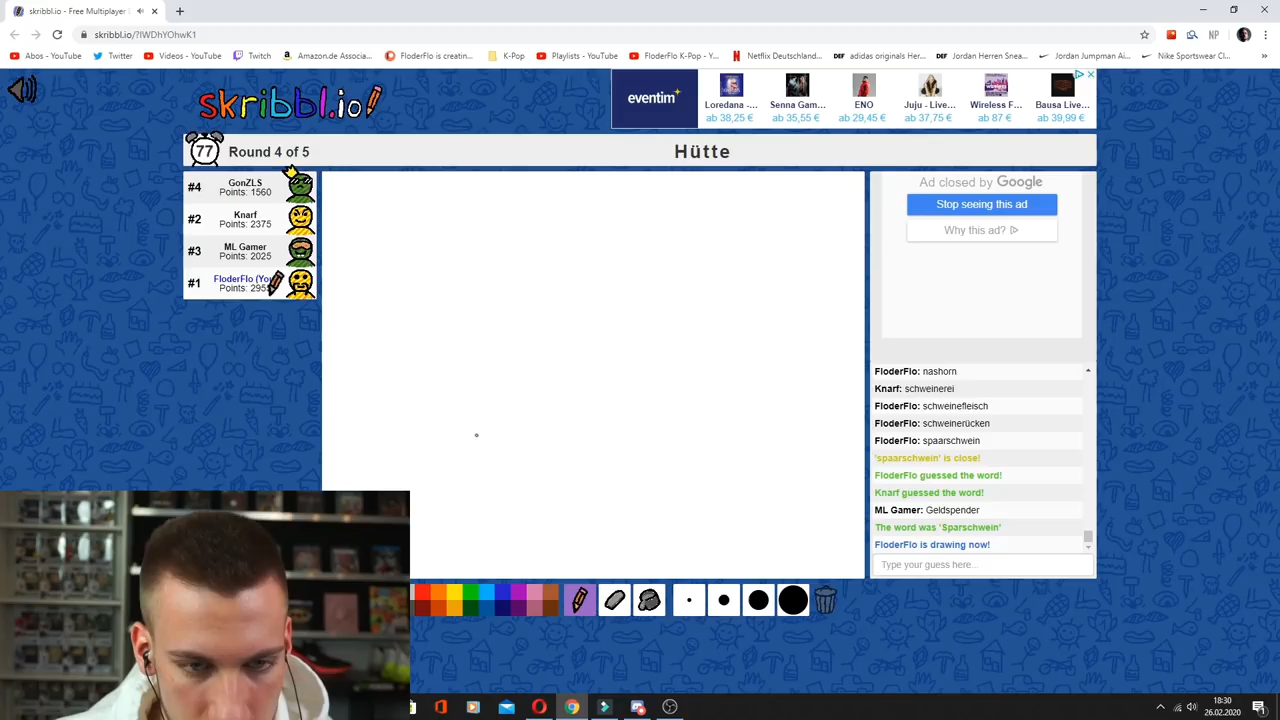 skribbl.io - Free Multiplayer
skribbl.io/?IWDhYOhwK1
NP
Abos - YouTube
Twitter
Videos - YouTube
Twitch
Amazon.de Associa...
FloderFlo is creatin...
K-Pop
Playlists - YouTube
FloderFlo K-Pop - Y...
Netflix Deutschland...
adidas originals Her...
Jordan Herren Snea...
Jordan Jumpman Ai...
Nike Sportswear Cl...
skribbl.io
eventim
Loredana -...
ab 38,25 €
Senna Gam...
ab 35,55 €
ENO
ab 29,45 €
Juju - Live...
ab 37,75 €
Wireless F...
ab 87 €
Bausa Live...
ab 39,99 €
77
Round 4 of 5
Hütte
#4
GonZLS
Points: 1560
#2
Knarf
Points: 2375
#3
ML Gamer
Points: 2025
#1
FloderFlo (You
Points: 295
Ad closed by Google
Stop seeing this ad
Why this ad?
FloderFlo: nashorn
Knarf: schweinerei
FloderFlo: schweinefleisch
FloderFlo: schweinerücken
FloderFlo: spaarschwein
'spaarschwein' is close!
FloderFlo guessed the word!
Knarf guessed the word!
ML Gamer: Geldspender
The word was 'Sparschwein'
FloderFlo is drawing now!
Type your guess here...
18:30
26.02.2020